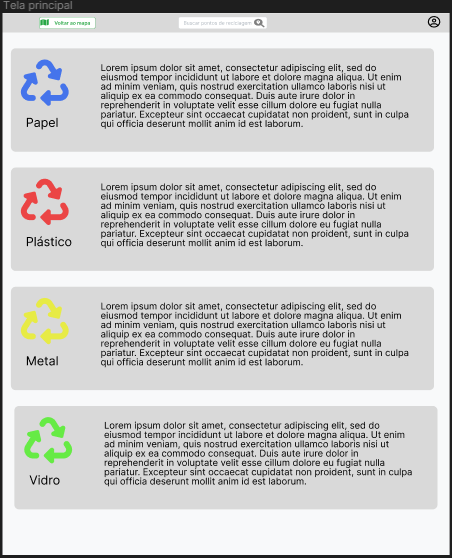 Tela principal
Voltar ao mapa
Buscar pontos de reciclagem
Lorem ipsum dolor sit amet, consectetur adipiscing elit, sed do
eiusmod tempor incididunt ut labore et dolore magna aliqua. Ut enim
ad minim veniam, quis nostrud exercitation ullamco laboris nisi ut
aliquip ex ea commodo consequat. Duis aute irure dolor in
reprehenderit in voluptate velit esse cillum dolore eu fugiat nulla
pariatur. Excepteur sint occaecat cupidatat non proident, sunt in culpa
qui officia deserunt mollit anim id est laborum.
Papel
Lorem ipsum dolor sit amet, consectetur adipiscing elit, sed do
eiusmod tempor incididunt ut labore et dolore magna aliqua. Ut enim
ad minim veniam, quis nostrud exercitation ullamco laboris nisi ut
aliquip ex ea commodo consequat. Duis aute irure dolor in
reprehenderit in voluptate velit esse cillum dolore eu fugiat nulla
pariatur. Excepteur sint occaecat cupidatat non proident, sunt in culpa
qui officia deserunt mollit anim id est laborum.
Plástico
Lorem ipsum dolor sit amet, consectetur adipiscing elit, sed do
eiusmod tempor incididunt ut labore et dolore magna aliqua. Ut enim
ad minim veniam, quis nostrud exercitation ullamco laboris nisi ut
aliquip ex ea commodo consequat. Duis aute irure dolor in
reprehenderit in voluptate velit esse cillum dolore eu fugiat nulla
pariatur. Excepteur sint occaecat cupidatat non proident, sunt in culpa
qui officia deserunt mollit anim id est laborum.
Metal
Lorem ipsum dolor sit amet, consectetur adipiscing elit, sed do
eiusmod tempor incididunt ut labore et dolore magna aliqua. Ut enim
ad minim veniam, quis nostrud exercitation ullamco laboris nisi ut
aliquip ex ea commodo consequat. Duis aute irure dolor in
reprehenderit in voluptate velit esse cillum dolore eu fugiat nulla
pariatur. Excepteur sint occaecat cupidatat non proident, sunt in culpa
qui officia deserunt mollit anim id est laborum.
Vidro